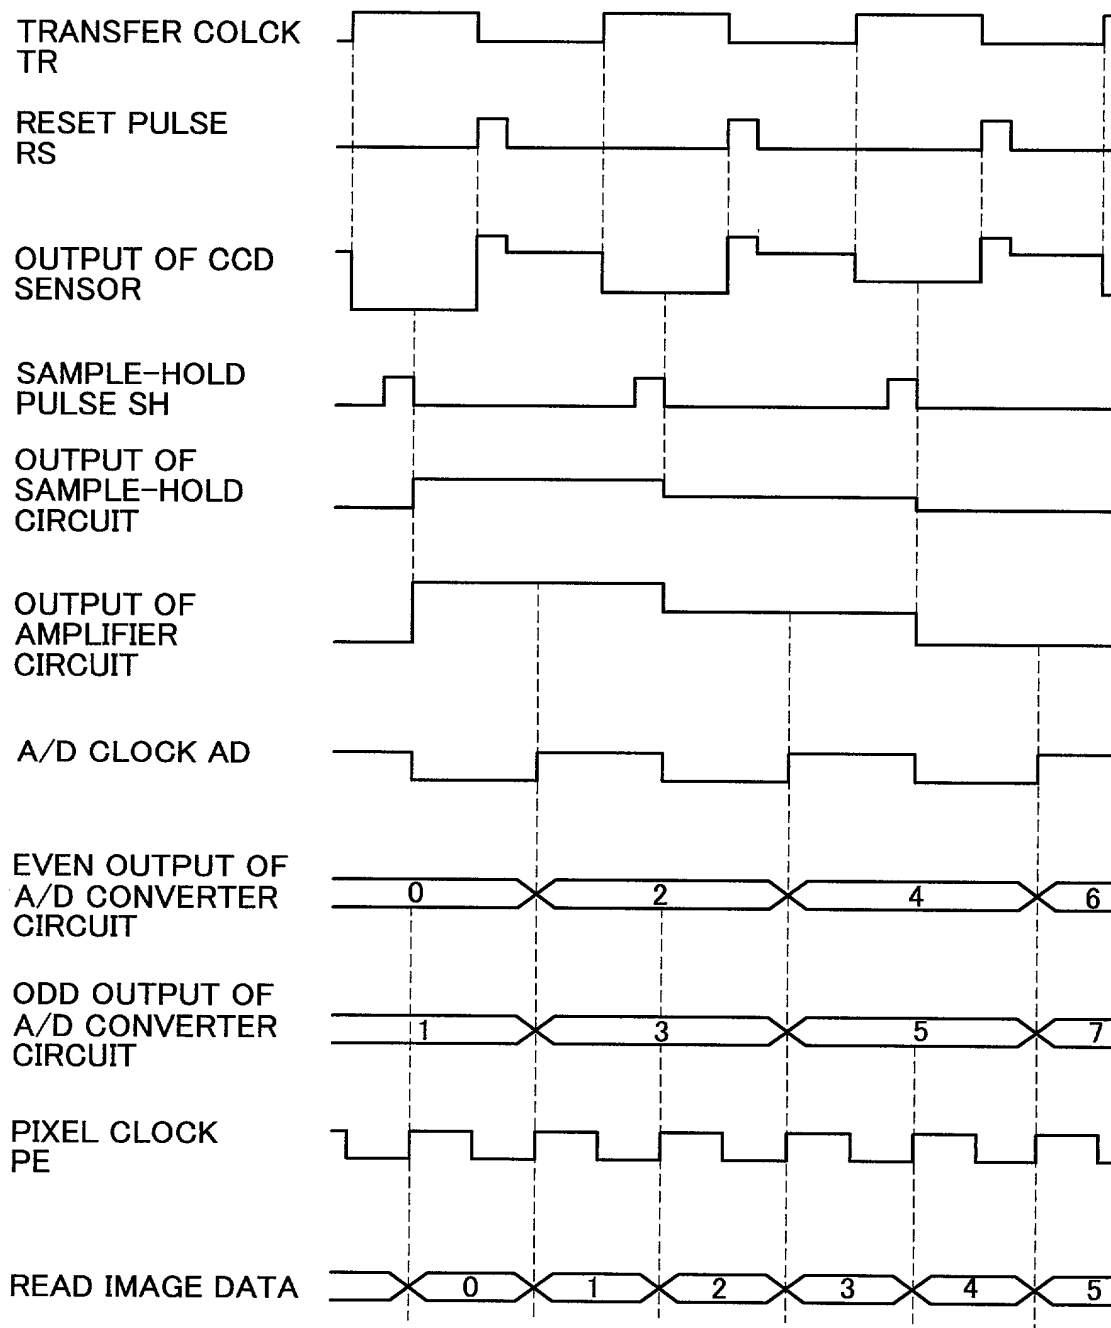 TRANSFER COLCK
TR
RESET PULSE
RS
OUTPUT OF CCD
SENSOR
SAMPLE-HOLD
PULSE SH
OUTPUT OF
SAMPLE-HOLD
CIRCUIT
OUTPUT OF
AMPLIFIER
CIRCUIT
A/D CLOCK AD
EVEN OUTPUT OF
A/D CONVERTER
CIRCUIT
0 2 4 6
ODD OUTPUT OF
A/D CONVERTER
CIRCUIT
1 3 5 7
PIXEL CLOCK
PE
READ IMAGE DATA
0 1 2 3 4 5